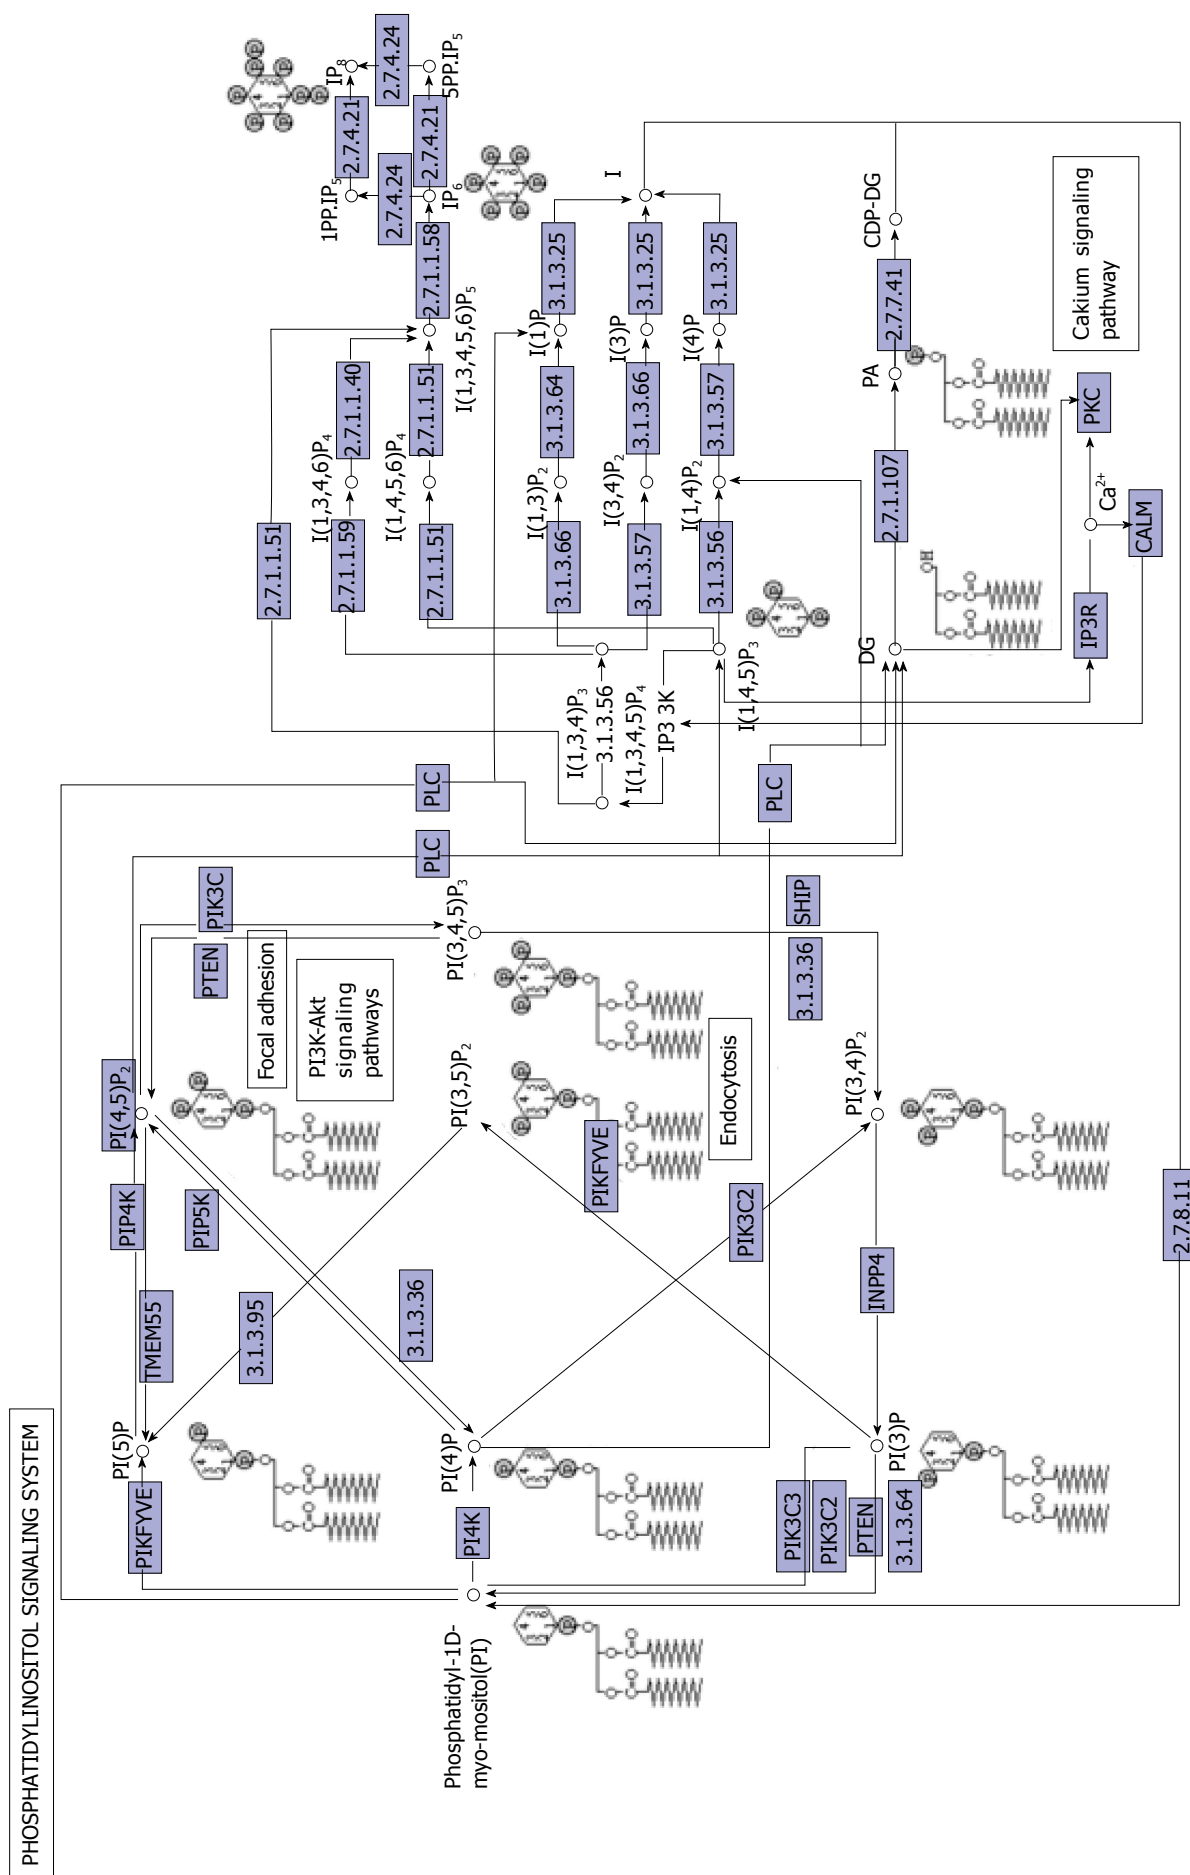 PHOSPHATIDYLINOSITOL SIGNALING SYSTEM
PIKFYVE
PI(5)P
TMEM55
PIP4K
PI(4,5)P2
PIP5K
3.1.3.95
3.1.3.36
PTEN
PIK3C
Focal adhesion
PI3K-Akt
signaling
pathways
PLC
PLC
Phosphatidyl-1D-
myo-mositol(PI)
PI4K
PI(4)P
PI(3,5)P2
PI(3,4,5)P3
PIKFYVE
Endocytosis
PIK3C2
PLC
SHIP
3.1.3.36
PIK3C3
PIK3C2
PTEN
3.1.3.64
PI(3)P
INPP4
PI(3,4)P2
2.7.8.11
2.7.1.1.51
2.7.1.1.59
I(1,3,4,6)P4
2.7.1.1.40
2.7.1.1.51
I(1,4,5,6)P4
2.7.1.1.51
I(1,3,4,5,6)P5
2.7.1.1.58
IP6
2.7.4.24
1PP.IP5
2.7.4.21
2.7.4.21
IP8
2.7.4.24
5PP.IP5
I(1,3,4)P3
3.1.3.56
I(1,3,4,5)P4
IP3 3K
I(1,4,5)P3
3.1.3.66
I(1,3)P2
3.1.3.64
I(1)P
3.1.3.25
3.1.3.57
I(3,4)P2
3.1.3.66
I(3)P
3.1.3.25
I
3.1.3.56
I(1,4)P2
3.1.3.57
I(4)P
3.1.3.25
DG
2.7.1.107
PA
2.7.7.41
CDP-DG
OH
IP3R
Ca2+
PKC
CALM
Cakium signaling
pathway